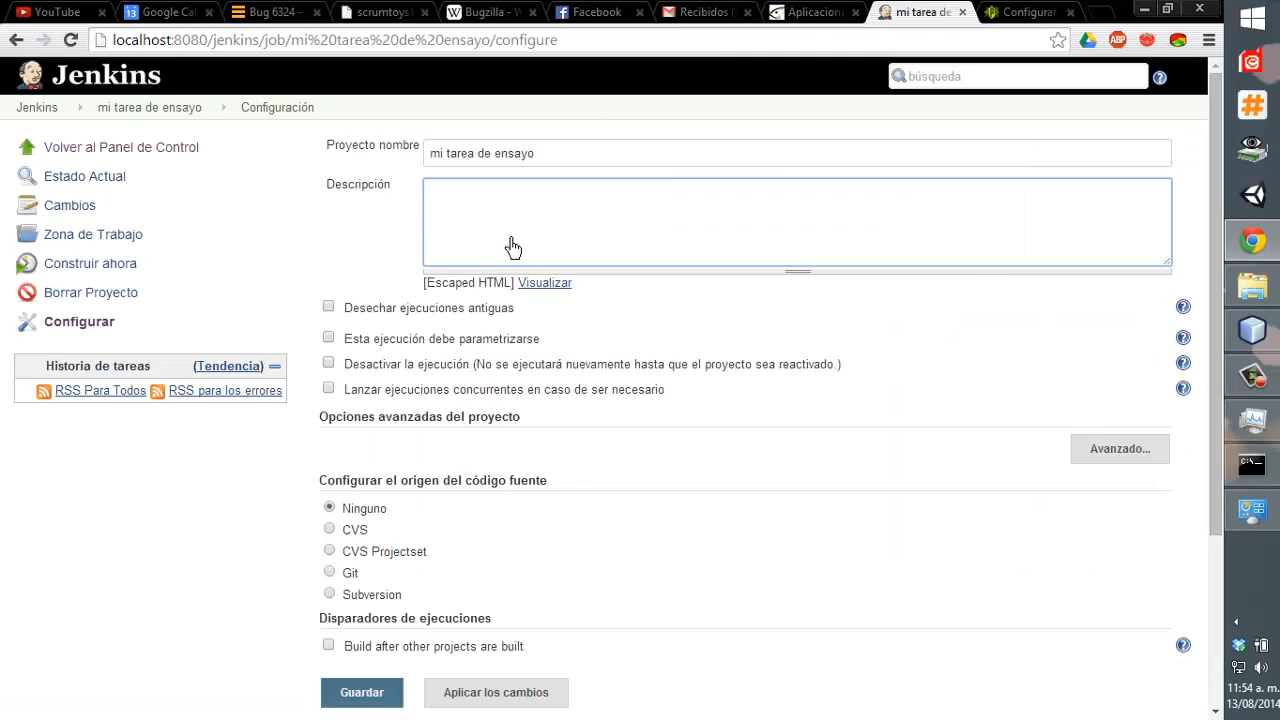 YouTube
13 Google Cal
Bug 6324 –
scrumtoys
W Bugzilla - W
Facebook
Recibidos
Aplicacion
mi tarea de
Configurar
localhost:8080/jenkins/job/mi%20tarea%20de%20ensayo/configure
ABP
Jenkins
búsqueda
Jenkins mi tarea de ensayo Configuración
Volver al Panel de Control
Estado Actual
Cambios
Zona de Trabajo
Construir ahora
Borrar Proyecto
Configurar
Historia de tareas (Tendencia)
RSS Para Todos RSS para los errores
Proyecto nombre mi tarea de ensayo
Descripción
[Escaped HTML] Visualizar
Desechar ejecuciones antiguas
Esta ejecución debe parametrizarse
Desactivar la ejecución (No se ejecutará nuevamente hasta que el proyecto sea reactivado.)
Lanzar ejecuciones concurrentes en caso de ser necesario
Opciones avanzadas del proyecto
Avanzado...
Configurar el origen del código fuente
Ninguno
CVS
CVS Projectset
Git
Subversion
Disparadores de ejecuciones
Build after other projects are built
Guardar Aplicar los cambios
11:54 a. m.
13/08/2014